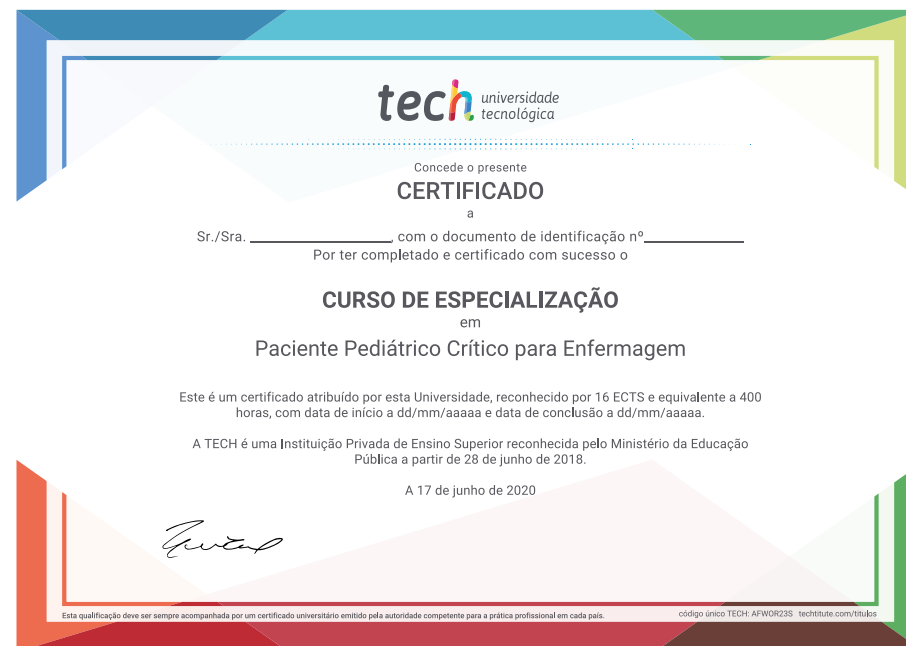 tech universidade
tecnológica
Concede o presente
CERTIFICADO
a
Sr./Sra. ____________, com o documento de identificação nº____________
Por ter completado e certificado com sucesso o
CURSO DE ESPECIALIZAÇÃO
em
Paciente Pediátrico Crítico para Enfermagem
Este é um certificado atribuído por esta Universidade, reconhecido por 16 ECTS e equivalente a 400
horas, com data de início a dd/mm/aaaaa e data de conclusão a dd/mm/aaaaa.
A TECH é uma Instituição Privada de Ensino Superior reconhecida pelo Ministério da Educação
Pública a partir de 28 de junho de 2018.
A 17 de junho de 2020
Esta qualificação deve ser sempre acompanhada por um certificado universitário emitido pela autoridade competente para a prática profissional em cada país.
código único TECH: AFWOR23S techtitute.com/titulos